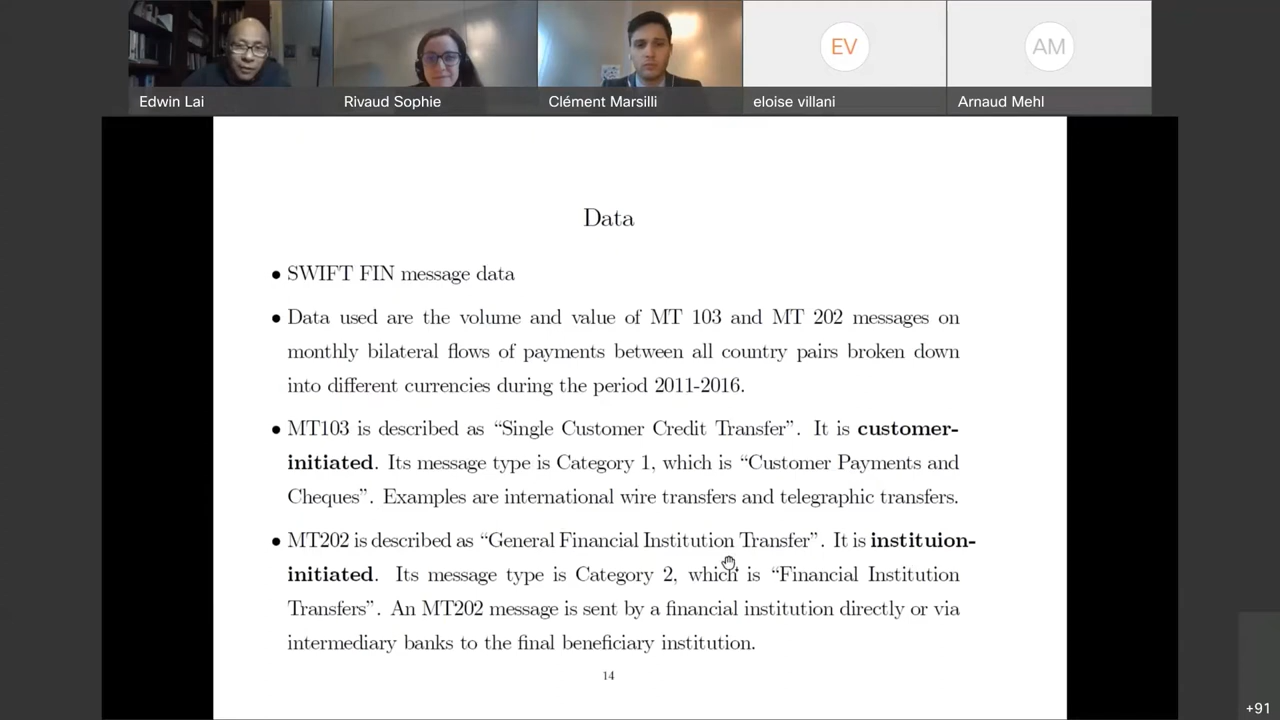 EV
AM
Edwin Lai
Rivaud Sophie
Clément Marsilli
eloise villani
Arnaud Mehl
Data
• SWIFT FIN message data
• Data used are the volume and value of MT 103 and MT 202 messages on
monthly bilateral flows of payments between all country pairs broken down
into different currencies during the period 2011-2016.
• MT103 is described as “Single Customer Credit Transfer”. It is customer-
initiated. Its message type is Category 1, which is “Customer Payments and
Cheques”. Examples are international wire transfers and telegraphic transfers.
• MT202 is described as “General Financial Institution Transfer”. It is instituion-
initiated. Its message type is Category 2, which is “Financial Institution
Transfers”. An MT202 message is sent by a financial institution directly or via
intermediary banks to the final beneficiary institution.
14
+91